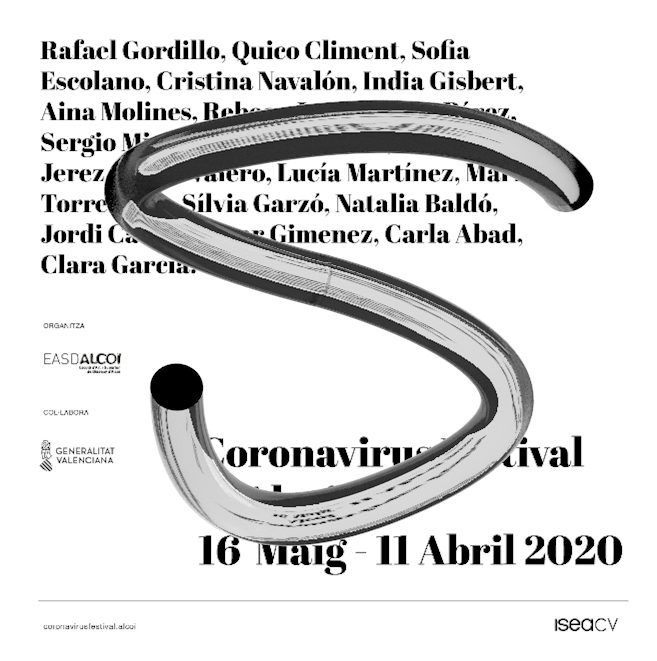 Rafael Gordillo, Quico Climent, Sofia
Escolano, Cristina Navalón, India Gisbert,
Aina Molines,
Sergio
Jerez Lucía Martínez,
Sílvia Garzó, Natalia Baldó,
Jordi Gimenez, Carla Abad,
Clara García.
ORGANITZA
EASDALCOI
COL·LABORA
GENERALITAT
VALENCIANA
Coronavirus
16 Maig - 11 Abril 2020
coronavirusfestival.alcoi
iseaCV